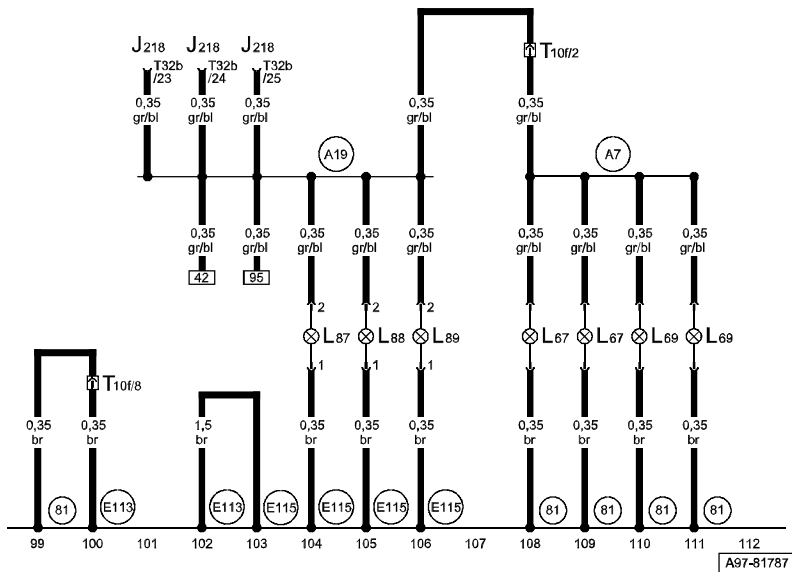 J218 J218 J218
T32b T32b T32b
/23 /24 /25
T10f/2
0,35 0,35 0,35 0,35 0,35
gr/bl gr/bl gr/bl gr/bl gr/bl
A19 A7
0,35 0,35 0,35 0,35 0,35 0,35 0,35 0,35 0,35
gr/bl gr/bl gr/bl gr/bl gr/bl gr/bl gr/bl gr/bl gr/bl
42 95
2 2 2
L87 L88 L89 L67 L67 L69 L69
1 1 1
T10f/8
0,35 0,35 1,5 0,35 0,35 0,35 0,35 0,35 0,35 0,35
br br br br br br br br br br
81 E113 E113 E115 E115 E115 E115 81 81 81 81
99 100 101 102 103 104 105 106 107 108 109 110 111 112
A97-81787